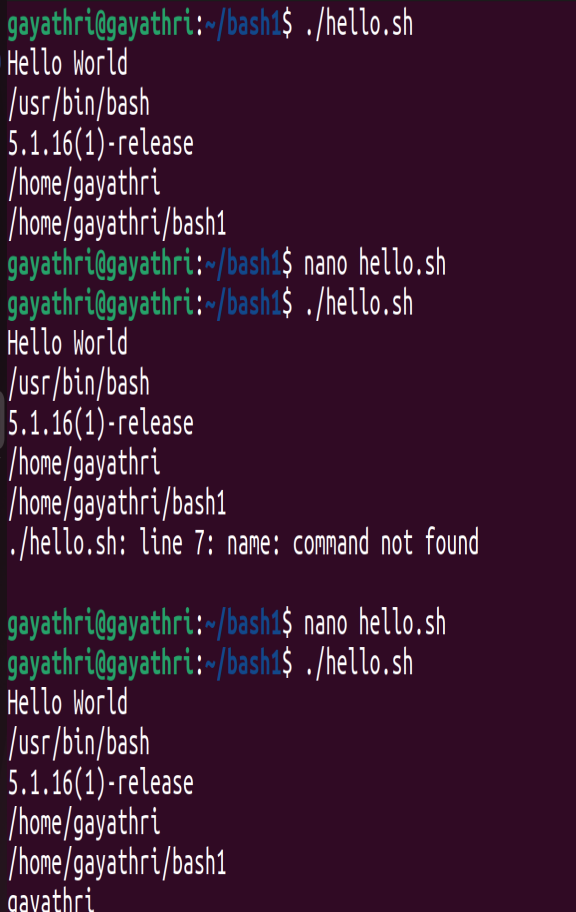 gayathri@gayathri:~/bash1$ ./hello.sh
Hello World
/usr/bin/bash
5.1.16(1)-release
/home/gayathri
/home/gayathri/bash1
gayathri@gayathri:~/bash1$ nano hello.sh
gayathri@gayathri:~/bash1$ ./hello.sh
Hello World
/usr/bin/bash
5.1.16(1)-release
/home/gayathri
/home/gayathri/bash1
./hello.sh: line 7: name: command not found
gayathri@gayathri:~/bash1$ nano hello.sh
gayathri@gayathri:~/bash1$ ./hello.sh
Hello World
/usr/bin/bash
5.1.16(1)-release
/home/gayathri
/home/gayathri/bash1
gayathri